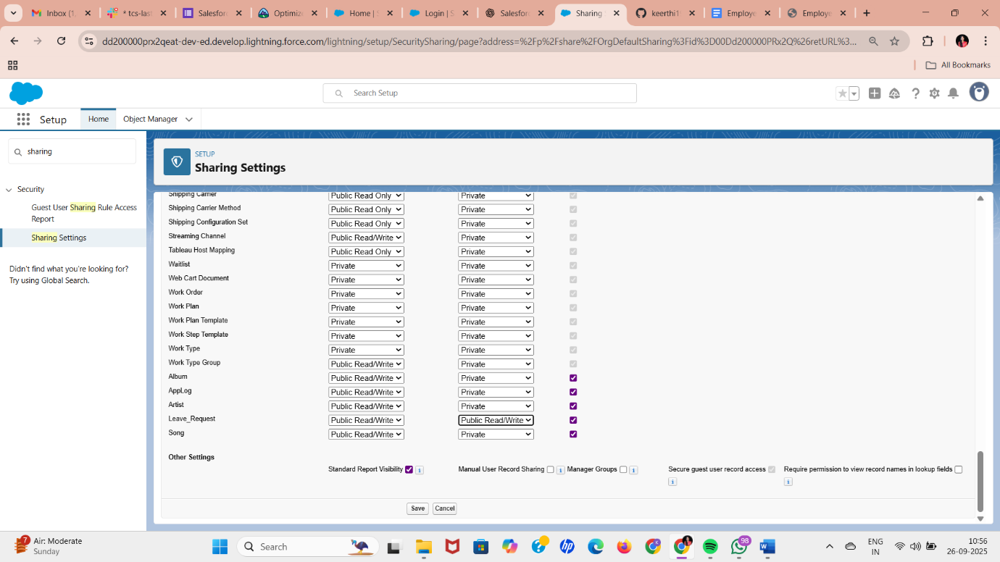 Inbox (1,
* tcs-last
Salesfor
Optimiz
Home | S
Login | S
Salesfor
Sharing
keerthi1
Employe
Employe
dd200000prx2qeat-dev-ed.develop.lightning.force.com/lightning/setup/SecuritySharing/page?address=%2Fp%2Fshare%2FOrgDefaultSharing%3Fid%3D00Dd200000PRx2Q%26retURL%3...
All Bookmarks
Search Setup
Setup
Home
Object Manager
sharing
Security
Guest User Sharing Rule Access
Report
Sharing Settings
Didn't find what you're looking for?
Try using Global Search.
SETUP
Sharing Settings
Shipping Carrier Public Read Only Private
Shipping Carrier Method Public Read Only Private
Shipping Configuration Set Public Read Only Private
Streaming Channel Public Read/Write Private
Tableau Host Mapping Public Read Only Private
Waitlist Private Private
Web Cart Document Private Private
Work Order Private Private
Work Plan Private Private
Work Plan Template Private Private
Work Step Template Private Private
Work Type Private Private
Work Type Group Public Read/Write Private
Album Public Read/Write Private
AppLog Public Read/Write Private
Artist Public Read/Write Private
Leave_Request Public Read/Write Public Read/Write
Song Public Read/Write Private
Other Settings
Standard Report Visibility Manual User Record Sharing Manager Groups Secure guest user record access Require permission to view record names in lookup fields
Save Cancel
7 Air: Moderate
Sunday
Search
98
ENG
IN
10:56
26-09-2025